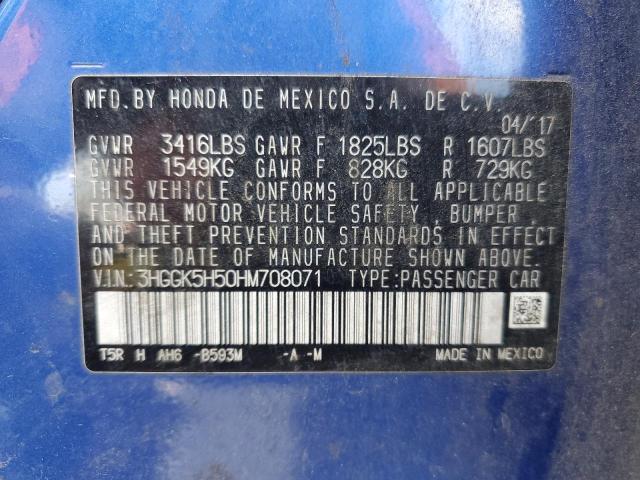 MFD. BY HONDA DE MEXICO S.A. DE C.V.
04/'17
GVWR 3416LBS GAWR F 1825LBS R 1607LBS
GVWR 1549KG GAWR F 828KG R 729KG
THIS VEHICLE CONFORMS TO ALL APPLICABLE
FEDERAL MOTOR VEHICLE SAFETY, BUMPER
AND THEFT PREVENTION STANDARDS IN EFFECT
ON THE DATE OF MANUFACTURE SHOWN ABOVE.
V.I.N: 3HGGK5H50HM708071 TYPE: PASSENGER CAR
T5R H AH6 -B593M -A -M MADE IN MEXICO